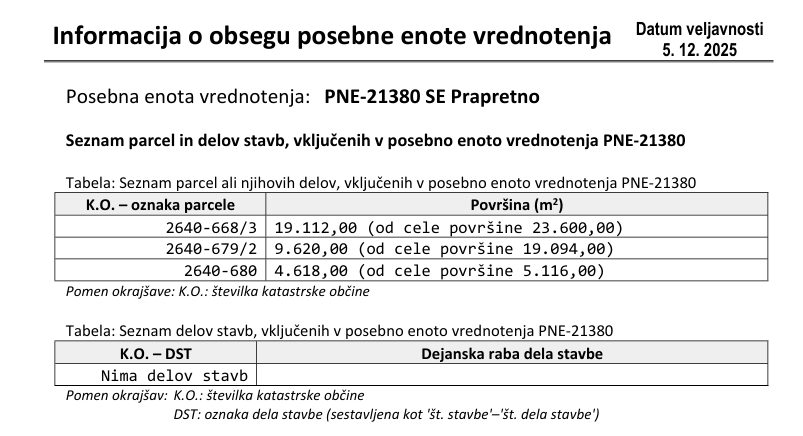 Informacija o obsegu posebne enote vrednotenja
Datum veljavnosti
5. 12. 2025
Posebna enota vrednotenja: PNE-21380 SE Prapretno
Seznam parcel in delov stavb, vključenih v posebno enoto vrednotenja PNE-21380
Tabela: Seznam parcel ali njihovih delov, vključenih v posebno enoto vrednotenja PNE-21380
K.O. – oznaka parcele Površina (m²)
2640-668/3 19.112,00 (od cele površine 23.600,00)
2640-679/2 9.620,00 (od cele površine 19.094,00)
2640-680 4.618,00 (od cele površine 5.116,00)
Pomen okrajšave: K.O.: številka katastrske občine
Tabela: Seznam delov stavb, vključenih v posebno enoto vrednotenja PNE-21380
K.O. – DST Dejanska raba dela stavbe
Nima delov stavb
Pomen okrajšav: K.O.: številka katastrske občine
DST: oznaka dela stavbe (sestavljena kot 'št. stavbe'–'št. dela stavbe')